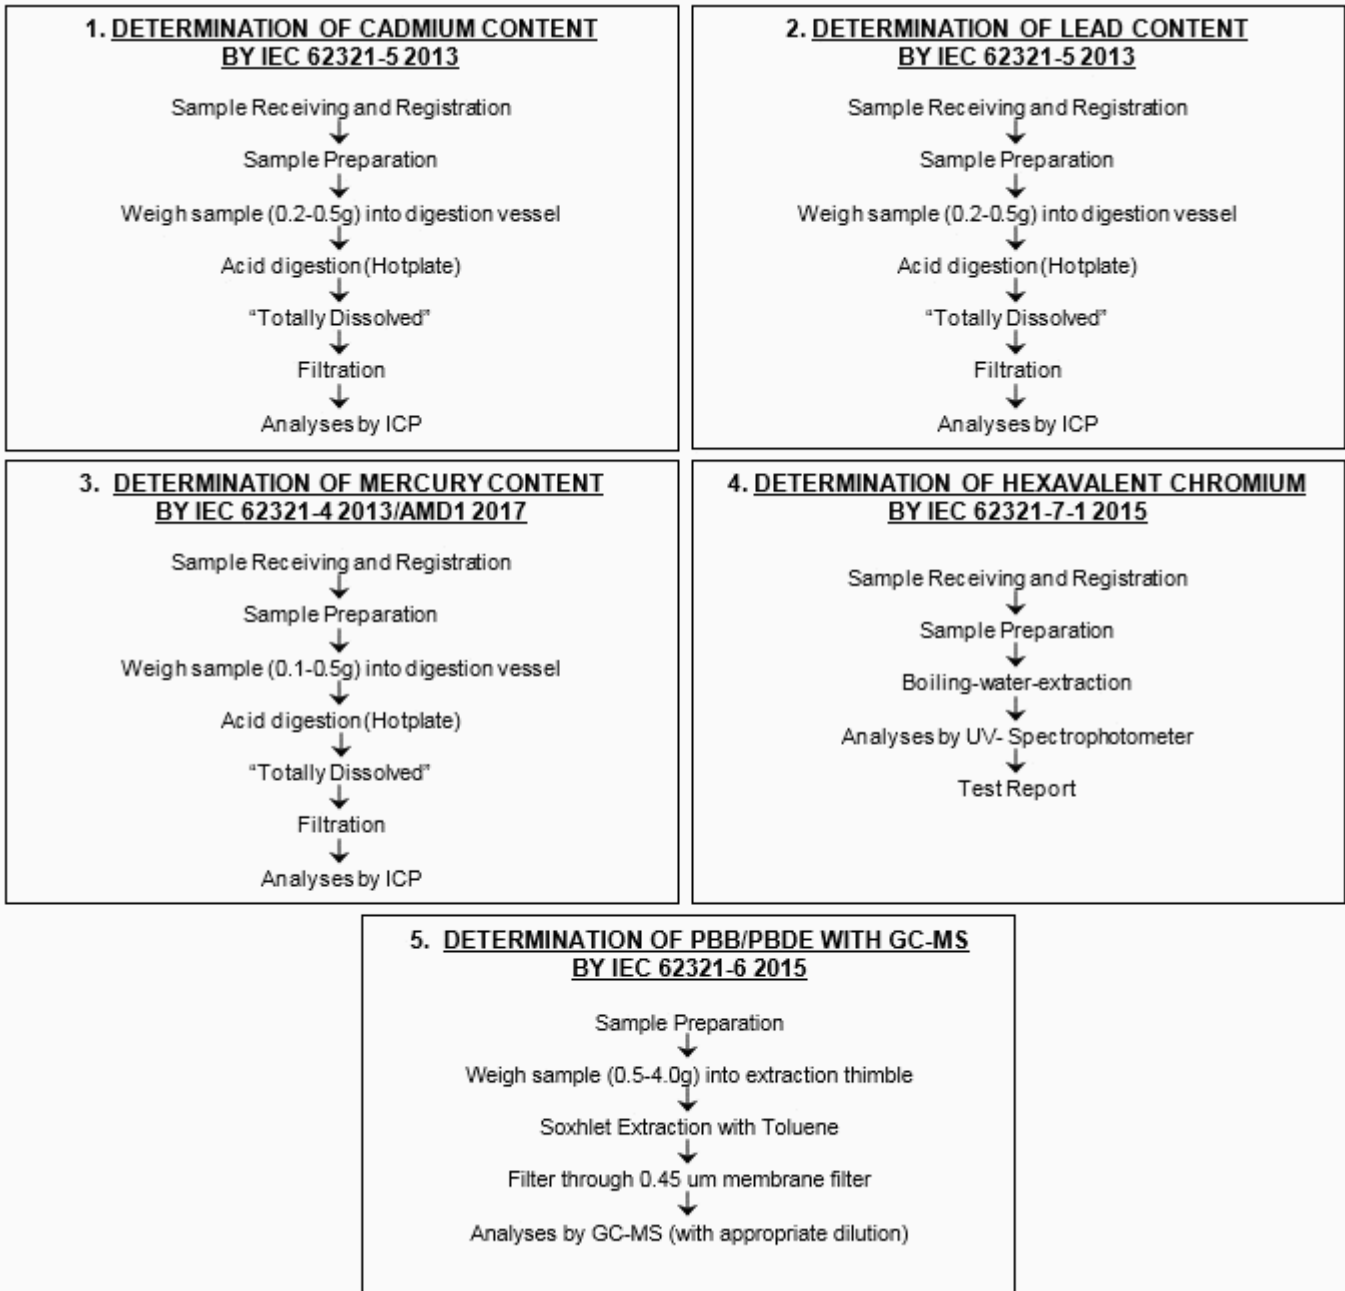 1. DETERMINATION OF CADMIUM CONTENT
BY IEC 62321-5 2013
Sample Receiving and Registration
Sample Preparation
Weigh sample (0.2-0.5g) into digestion vessel
Acid digestion (Hotplate)
“Totally Dissolved”
Filtration
Analyses by ICP
2. DETERMINATION OF LEAD CONTENT
BY IEC 62321-5 2013
Sample Receiving and Registration
Sample Preparation
Weigh sample (0.2-0.5g) into digestion vessel
Acid digestion (Hotplate)
“Totally Dissolved”
Filtration
Analyses by ICP
3. DETERMINATION OF MERCURY CONTENT
BY IEC 62321-4 2013/AMD1 2017
Sample Receiving and Registration
Sample Preparation
Weigh sample (0.1-0.5g) into digestion vessel
Acid digestion (Hotplate)
“Totally Dissolved”
Filtration
Analyses by ICP
4. DETERMINATION OF HEXAVALENT CHROMIUM
BY IEC 62321-7-1 2015
Sample Receiving and Registration
Sample Preparation
Boiling-water-extraction
Analyses by UV- Spectrophotometer
Test Report
5. DETERMINATION OF PBB/PBDE WITH GC-MS
BY IEC 62321-6 2015
Sample Preparation
Weigh sample (0.5-4.0g) into extraction thimble
Soxhlet Extraction with Toluene
Filter through 0.45 um membrane filter
Analyses by GC-MS (with appropriate dilution)